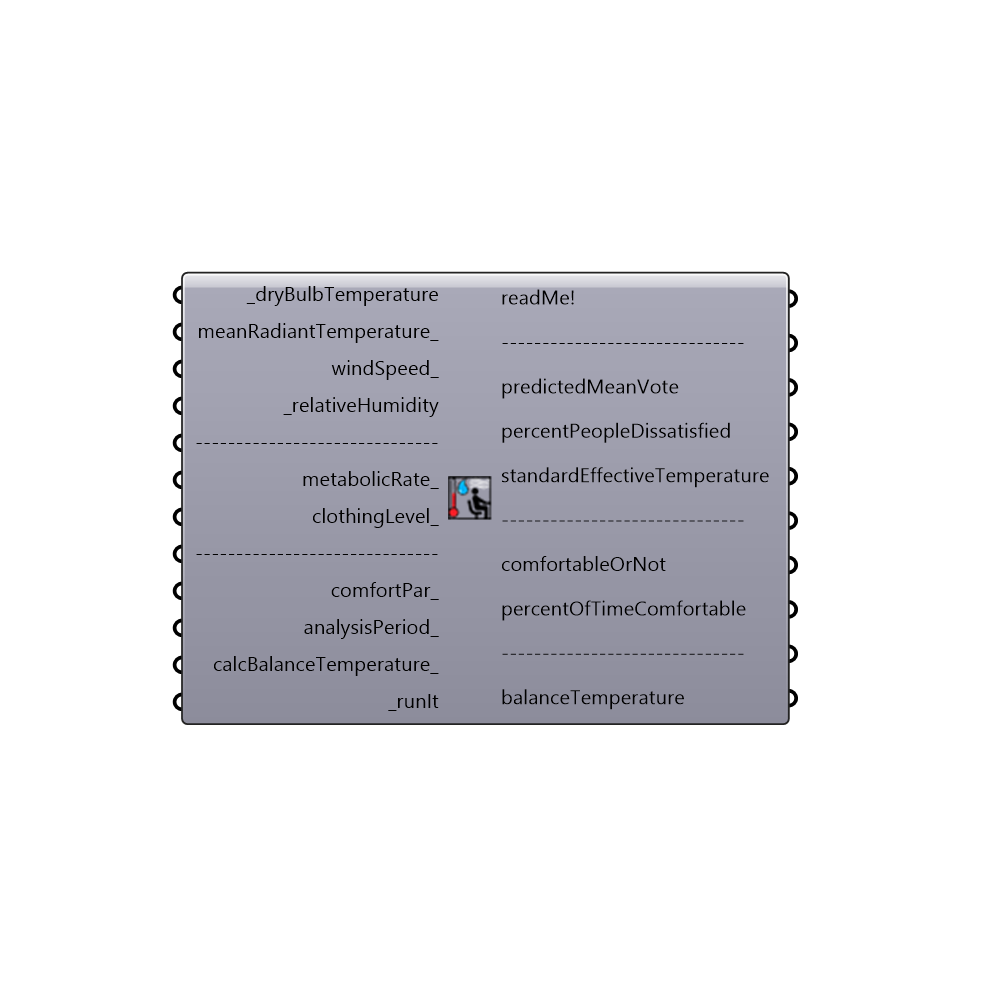 _dryBulbTemperature
meanRadiantTemperature_
windSpeed_
_relativeHumidity
------------------------------
metabolicRate_
clothingLevel_
------------------------------
comfortPar_
analysisPeriod_
calcBalanceTemperature_
_runIt
readMe!
------------------------------
predictedMeanVote
percentPeopleDissatisfied
standardEffectiveTemperature
------------------------------
comfortableOrNot
percentOfTimeComfortable
------------------------------
balanceTemperature